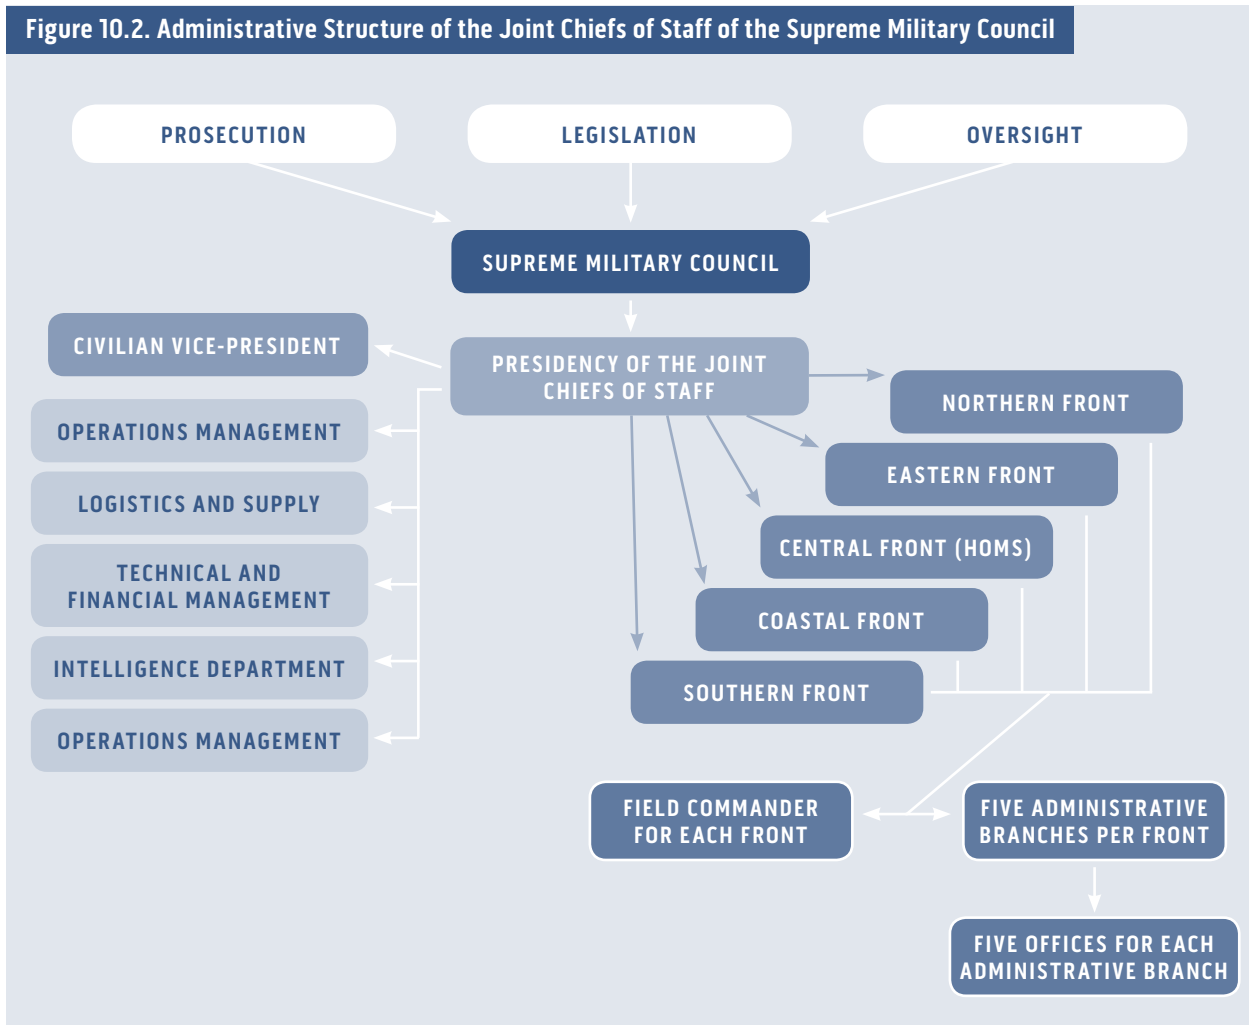 Figure 10.2. Administrative Structure of the Joint Chiefs of Staff of the Supreme Military Council
PROSECUTION
LEGISLATION
OVERSIGHT
SUPREME MILITARY COUNCIL
CIVILIAN VICE-PRESIDENT
PRESIDENCY OF THE JOINT
CHIEFS OF STAFF
OPERATIONS MANAGEMENT
LOGISTICS AND SUPPLY
TECHNICAL AND
FINANCIAL MANAGEMENT
INTELLIGENCE DEPARTMENT
OPERATIONS MANAGEMENT
NORTHERN FRONT
EASTERN FRONT
CENTRAL FRONT (HOMS)
COASTAL FRONT
SOUTHERN FRONT
FIELD COMMANDER
FOR EACH FRONT
FIVE ADMINISTRATIVE
BRANCHES PER FRONT
FIVE OFFICES FOR EACH
ADMINISTRATIVE BRANCH